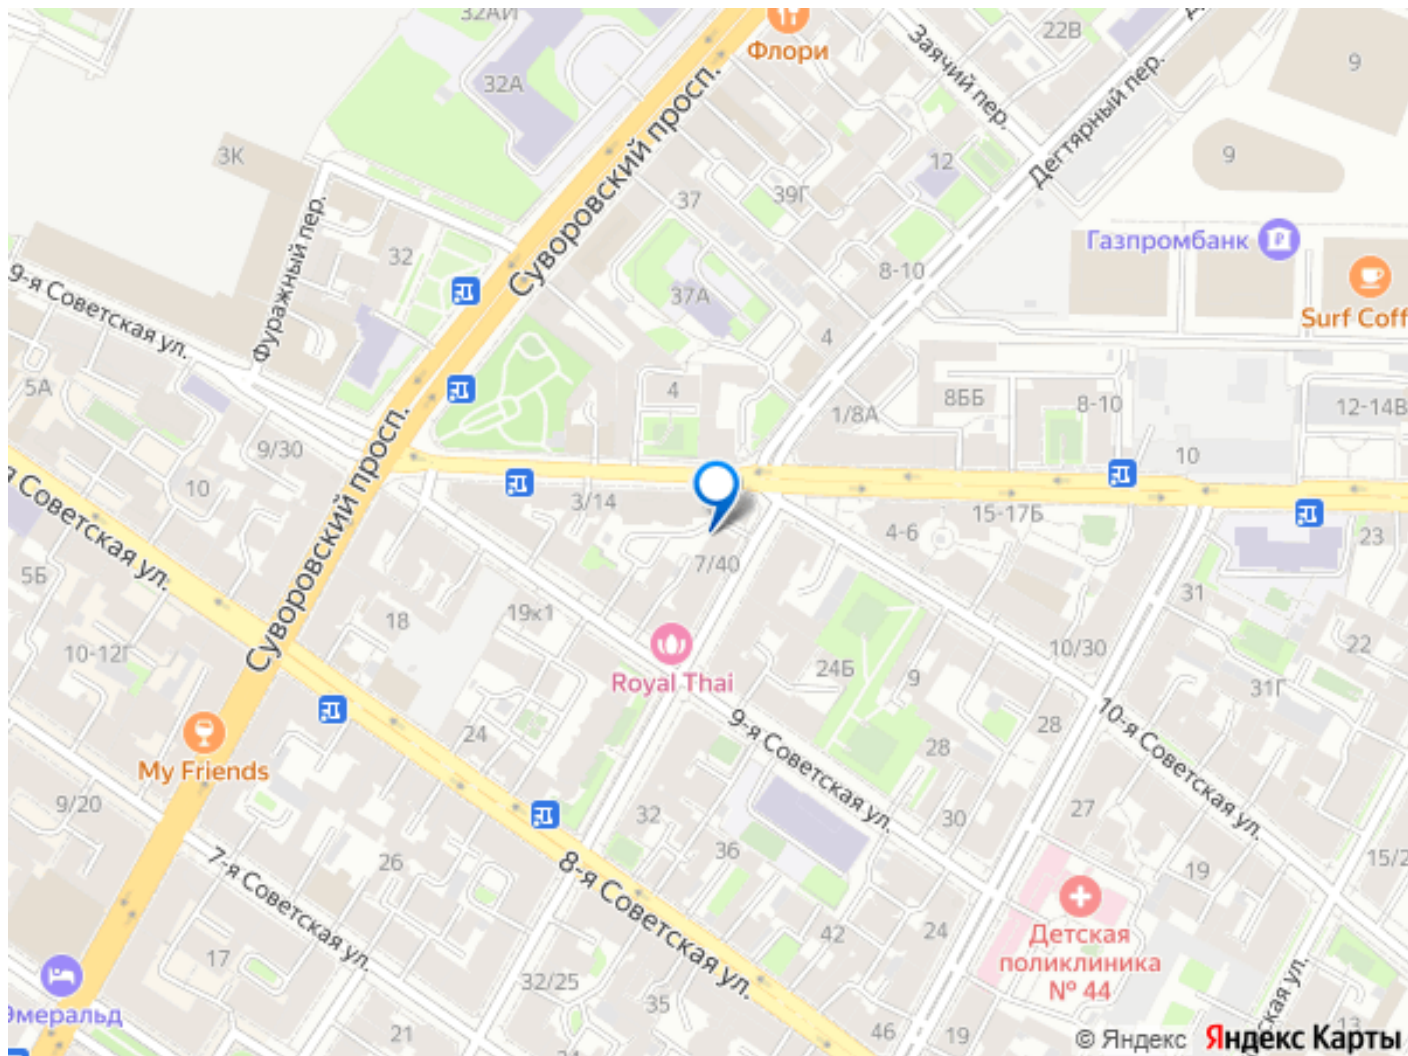 32АИ
Флори
22В
Заячий пер.
Дегтярный пер.
9
32А
Суворовский просп.
3К
12
9
37
39Г
Газпромбанк
Фуражный пер.
32
8-10
37А
Surf Coff
9-я Советская ул.
4
5А
4
8ББ
8-10
12-14В
1/8А
9/30
10
10
3/14
15-17Б
4-6
23
Суворовский просп.
я Советская ул.
7/40
5Б
31
19к1
18
22
10-12Г
10/30
24Б
9
Royal Thai
31Г
9-я Советская ул.
10-я Советская ул.
28
24
28
My Friends
9/20
32
30
27
26
36
15/2
7-я Советская ул.
8-я Советская ул.
19
24
42
Детская
поликлиника
№ 44
17
32/25
35
ская ул.
Эмеральд
21
34
46
19
13
© Яндекс Яндекс Карты